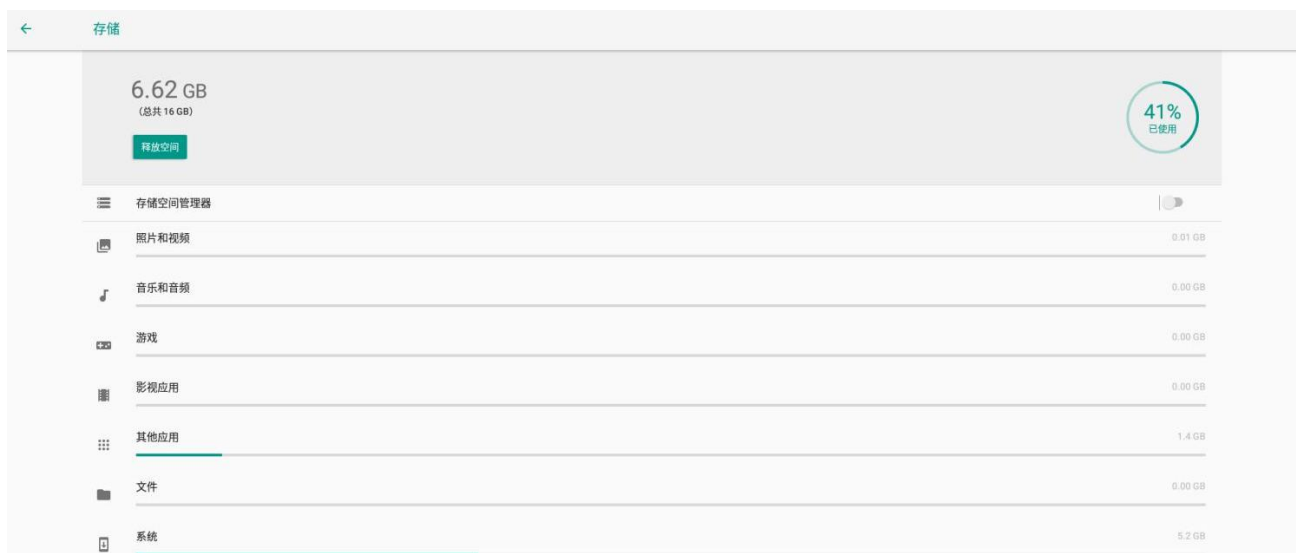 存储
6.62 GB
(总共 16 GB)
41%
已使用
释放空间
存储空间管理器
照片和视频 0.01 GB
音乐和音频 0.00 GB
游戏 0.00 GB
影视应用 0.00 GB
其他应用 1.4 GB
文件 0.00 GB
系统 5.2 GB